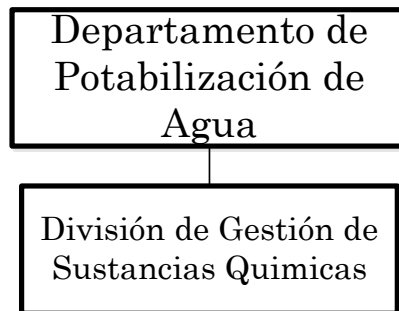 Departamento de
Potabilización de
Agua
División de Gestión de
Sustancias Quimicas